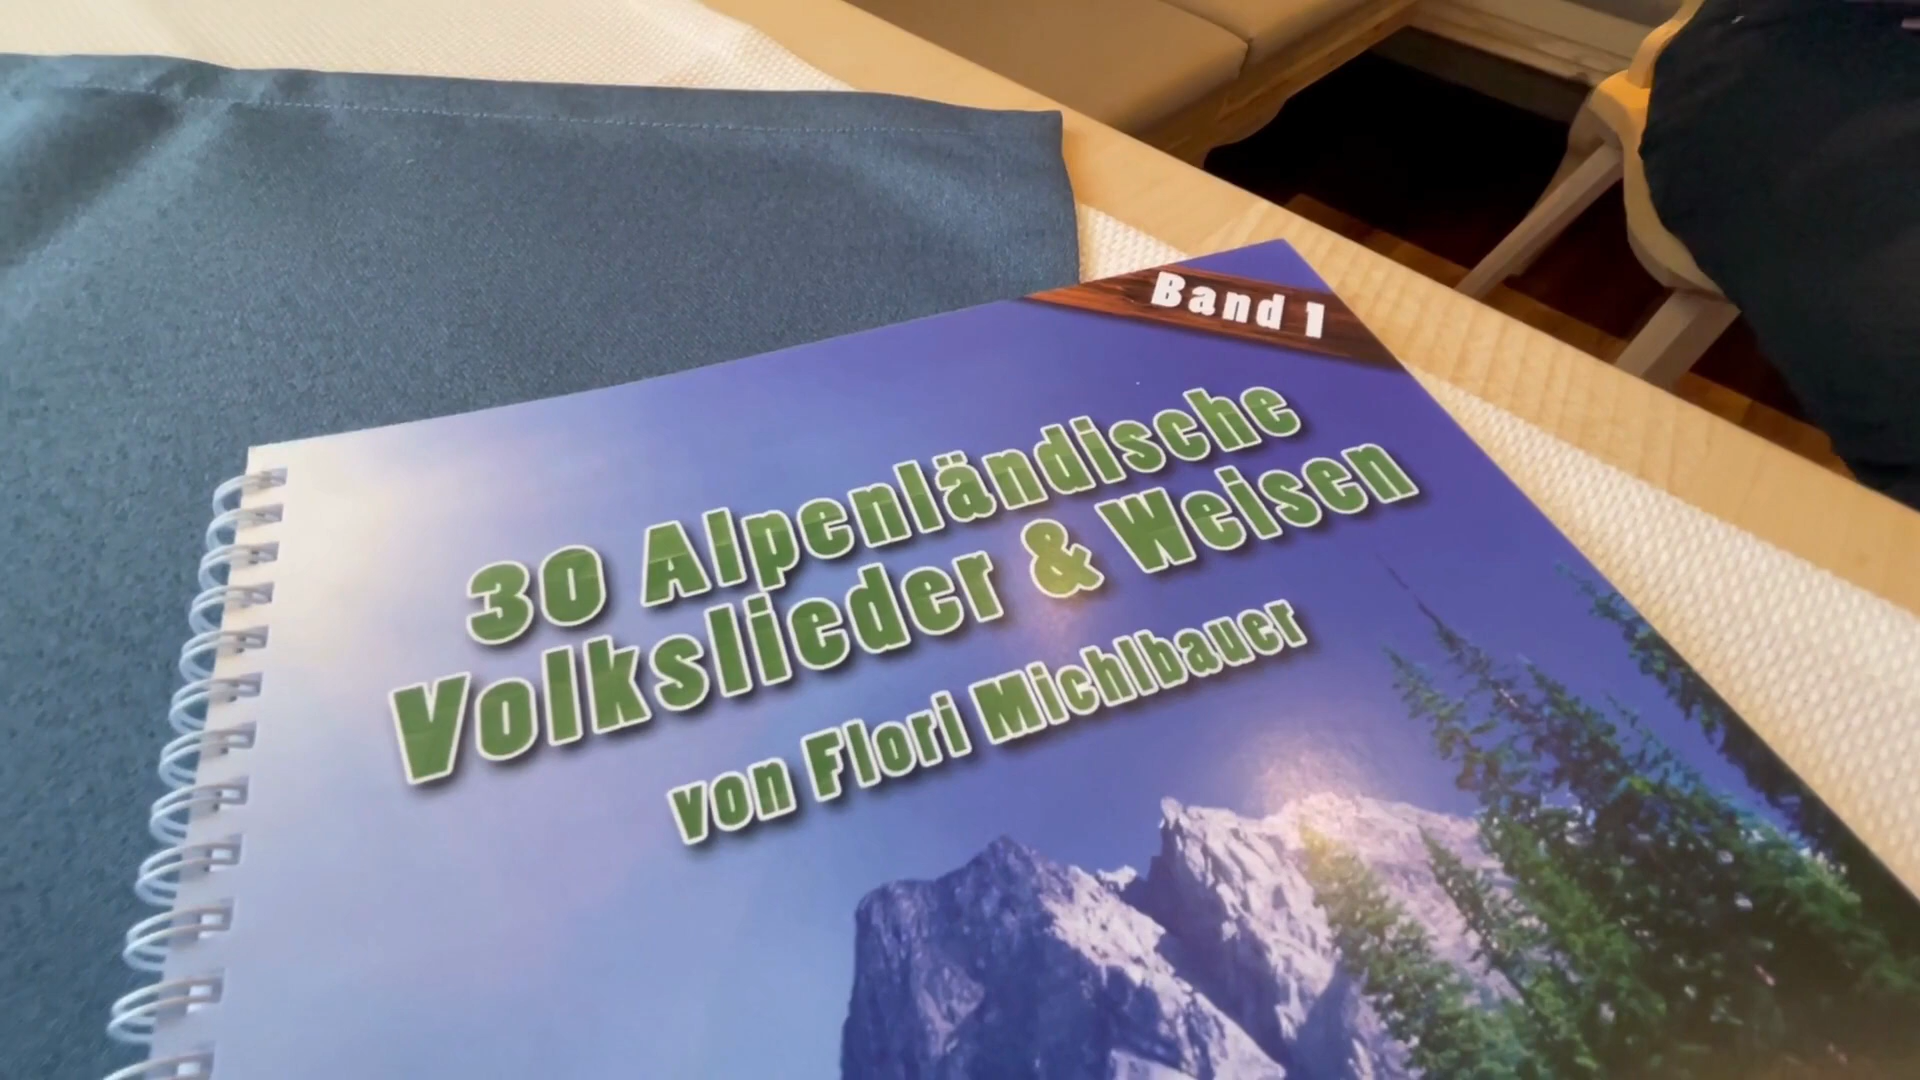 Band 1
30 Alpenländische
Volkslieder & Weisen
von Flori Michlbauer